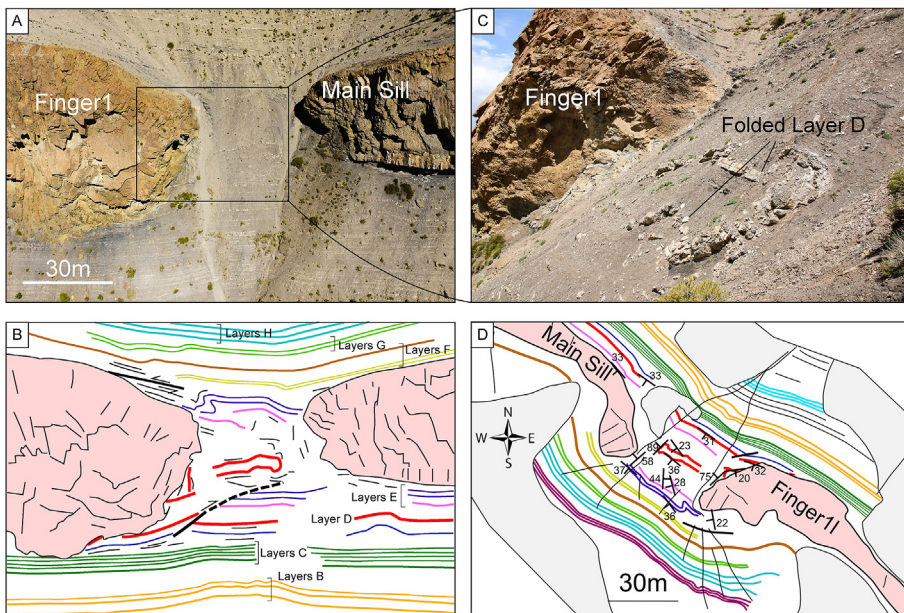 A
Finger1
Main Sill
30m
C
Finger1
Folded Layer D
B
Layers H
Layers G
Layers F
Layers E
Layer D
Layers C
Layers B
D
Main Sill
33
33
N
W E
S
31
89
23
58
37
36
75
32
20
44
28
36
22
Finger1l
30m